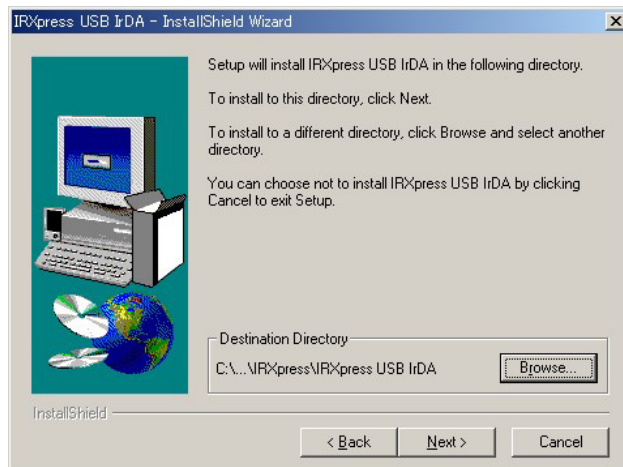 IRXpress USB IrDA - InstallShield Wizard
Setup will install IRXpress USB IrDA in the following directory.
To install to this directory, click Next.
To install to a different directory, click Browse and select another
directory.
You can choose not to install IRXpress USB IrDA by clicking
Cancel to exit Setup.
Destination Directory
C:\...\IRXpress\IRXpress USB IrDA
Browse...
InstallShield
< Back
Next >
Cancel